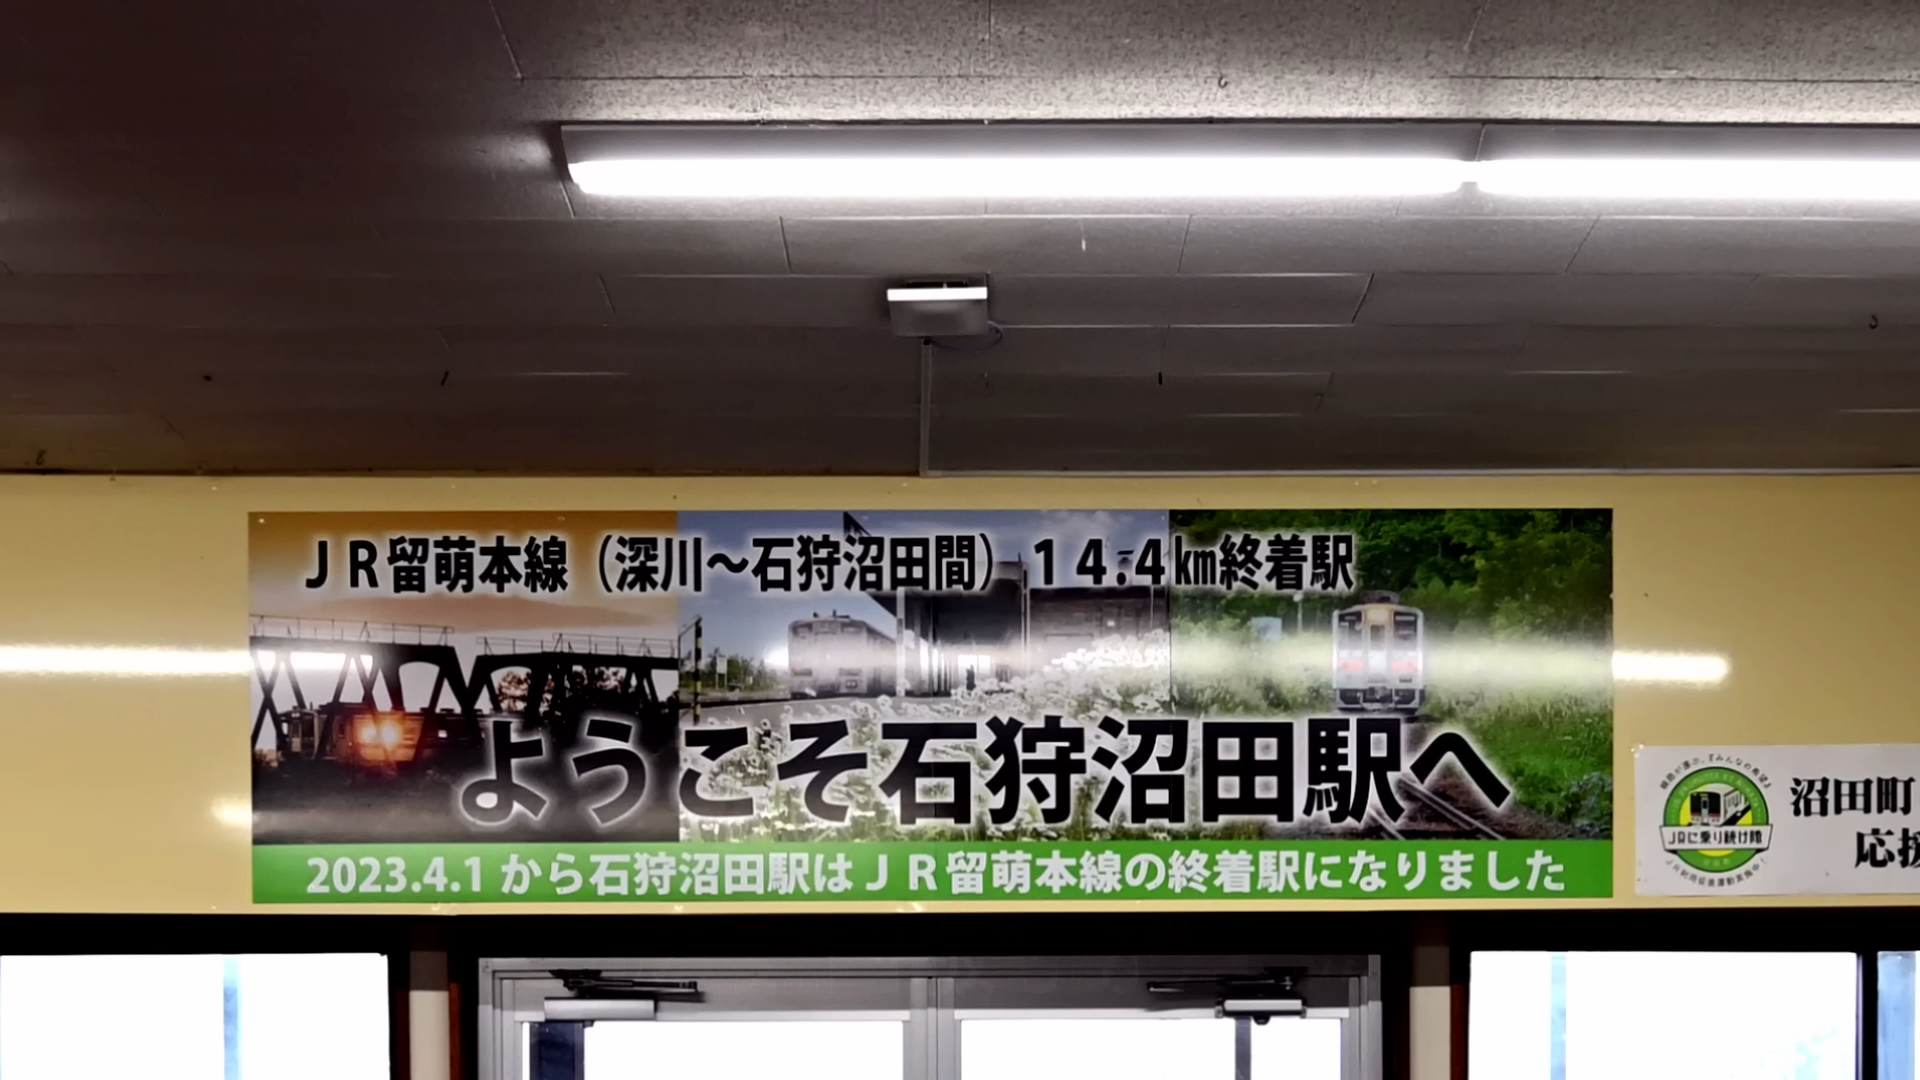 ＪＲ留萌本線（深川～石狩沼田間）１４.４㎞終着駅
ようこそ石狩沼田駅へ
2023.4.1 から石狩沼田駅はＪＲ留萌本線の終着駅になりました
JRに乗り続け隊
沼田町
応援